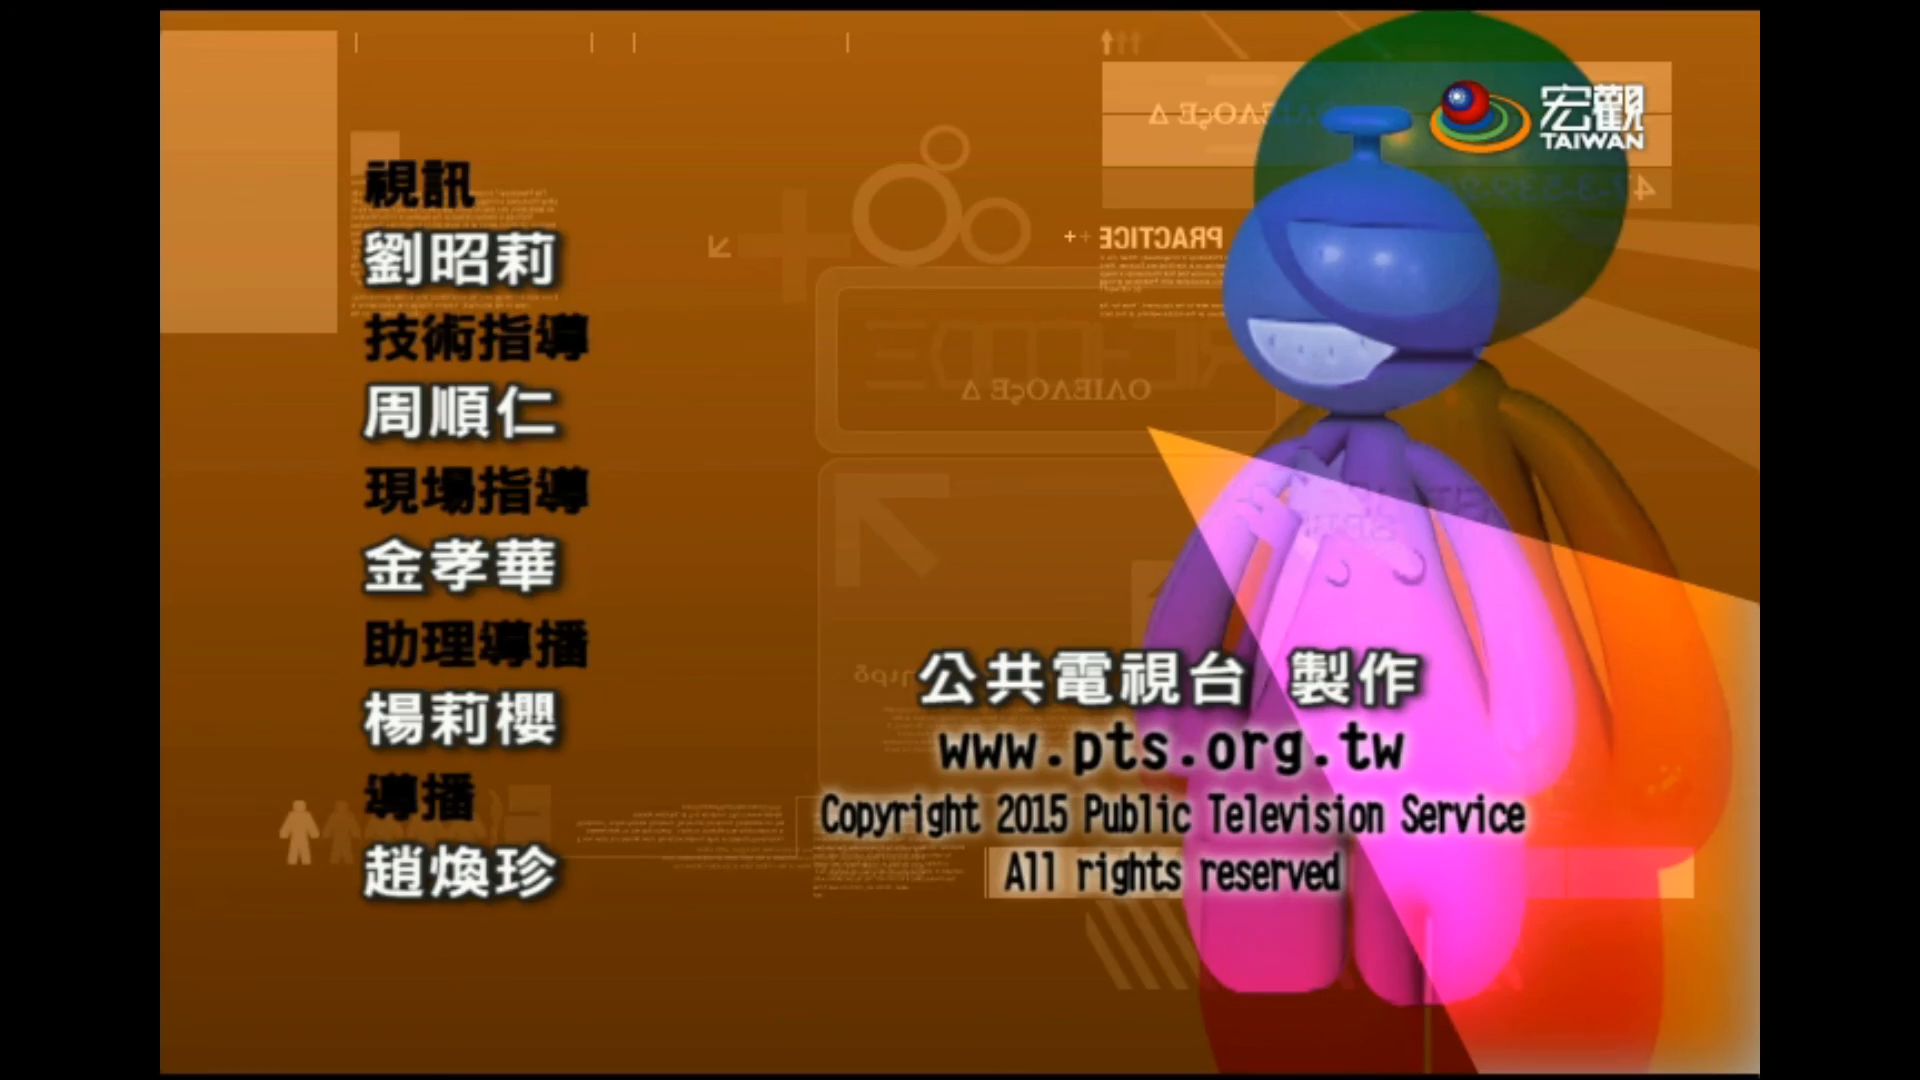 宏觀
TAIWAN
PRACTICE
視訊
劉昭莉
技術指導
周順仁
現場指導
金孝華
助理導播
楊莉櫻
導播
趙煥珍
公共電視台 製作
www.pts.org.tw
Copyright 2015 Public Television Service
All rights reserved